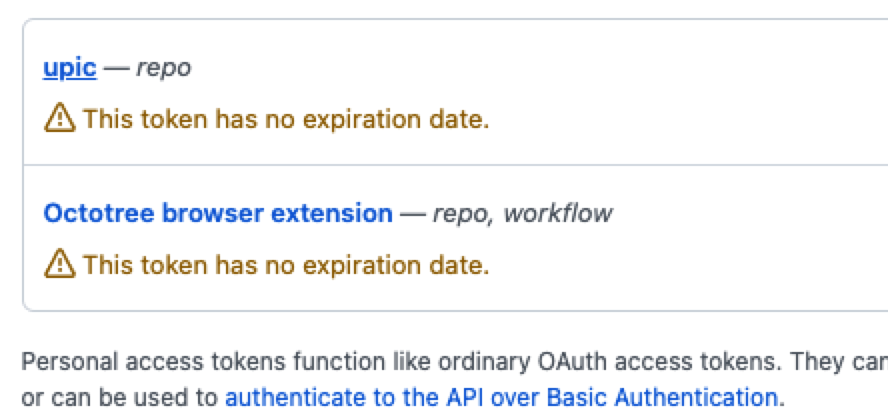 upic — repo
This token has no expiration date.
Octotree browser extension — repo, workflow
This token has no expiration date.
Personal access tokens function like ordinary OAuth access tokens. They can
or can be used to authenticate to the API over Basic Authentication.